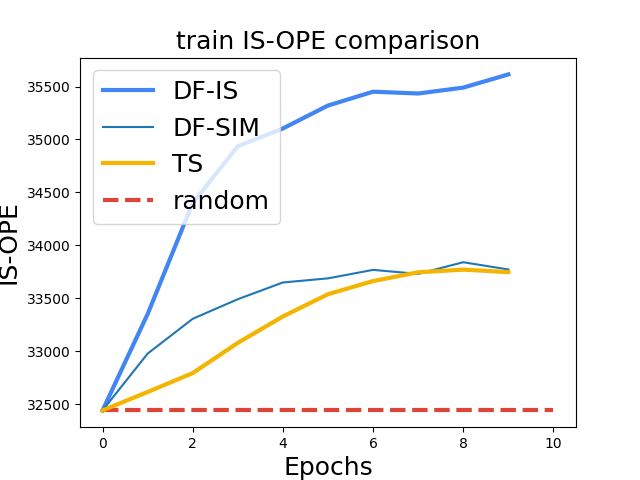 train IS-OPE comparison
DF-IS
DF-SIM
TS
random
IS-OPE
35500
35000
34500
34000
33500
33000
32500
0 2 4 6 8 10
Epochs